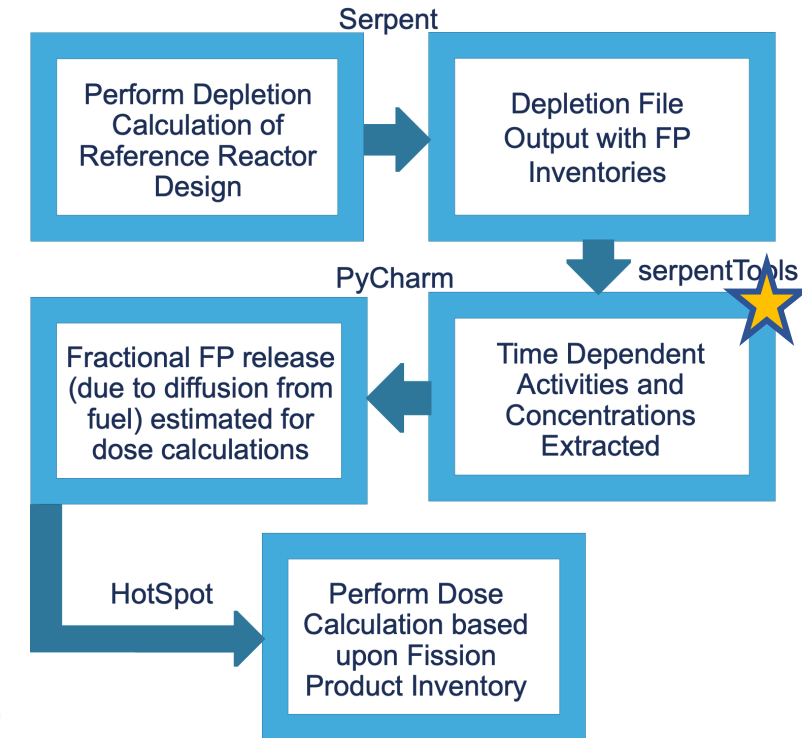 Serpent
Perform Depletion
Calculation of
Reference Reactor
Design
Depletion File
Output with FP
Inventories
serpentTools
PyCharm
Time Dependent
Activities and
Concentrations
Extracted
Fractional FP release
(due to diffusion from
fuel) estimated for
dose calculations
HotSpot
Perform Dose
Calculation based
upon Fission
Product Inventory